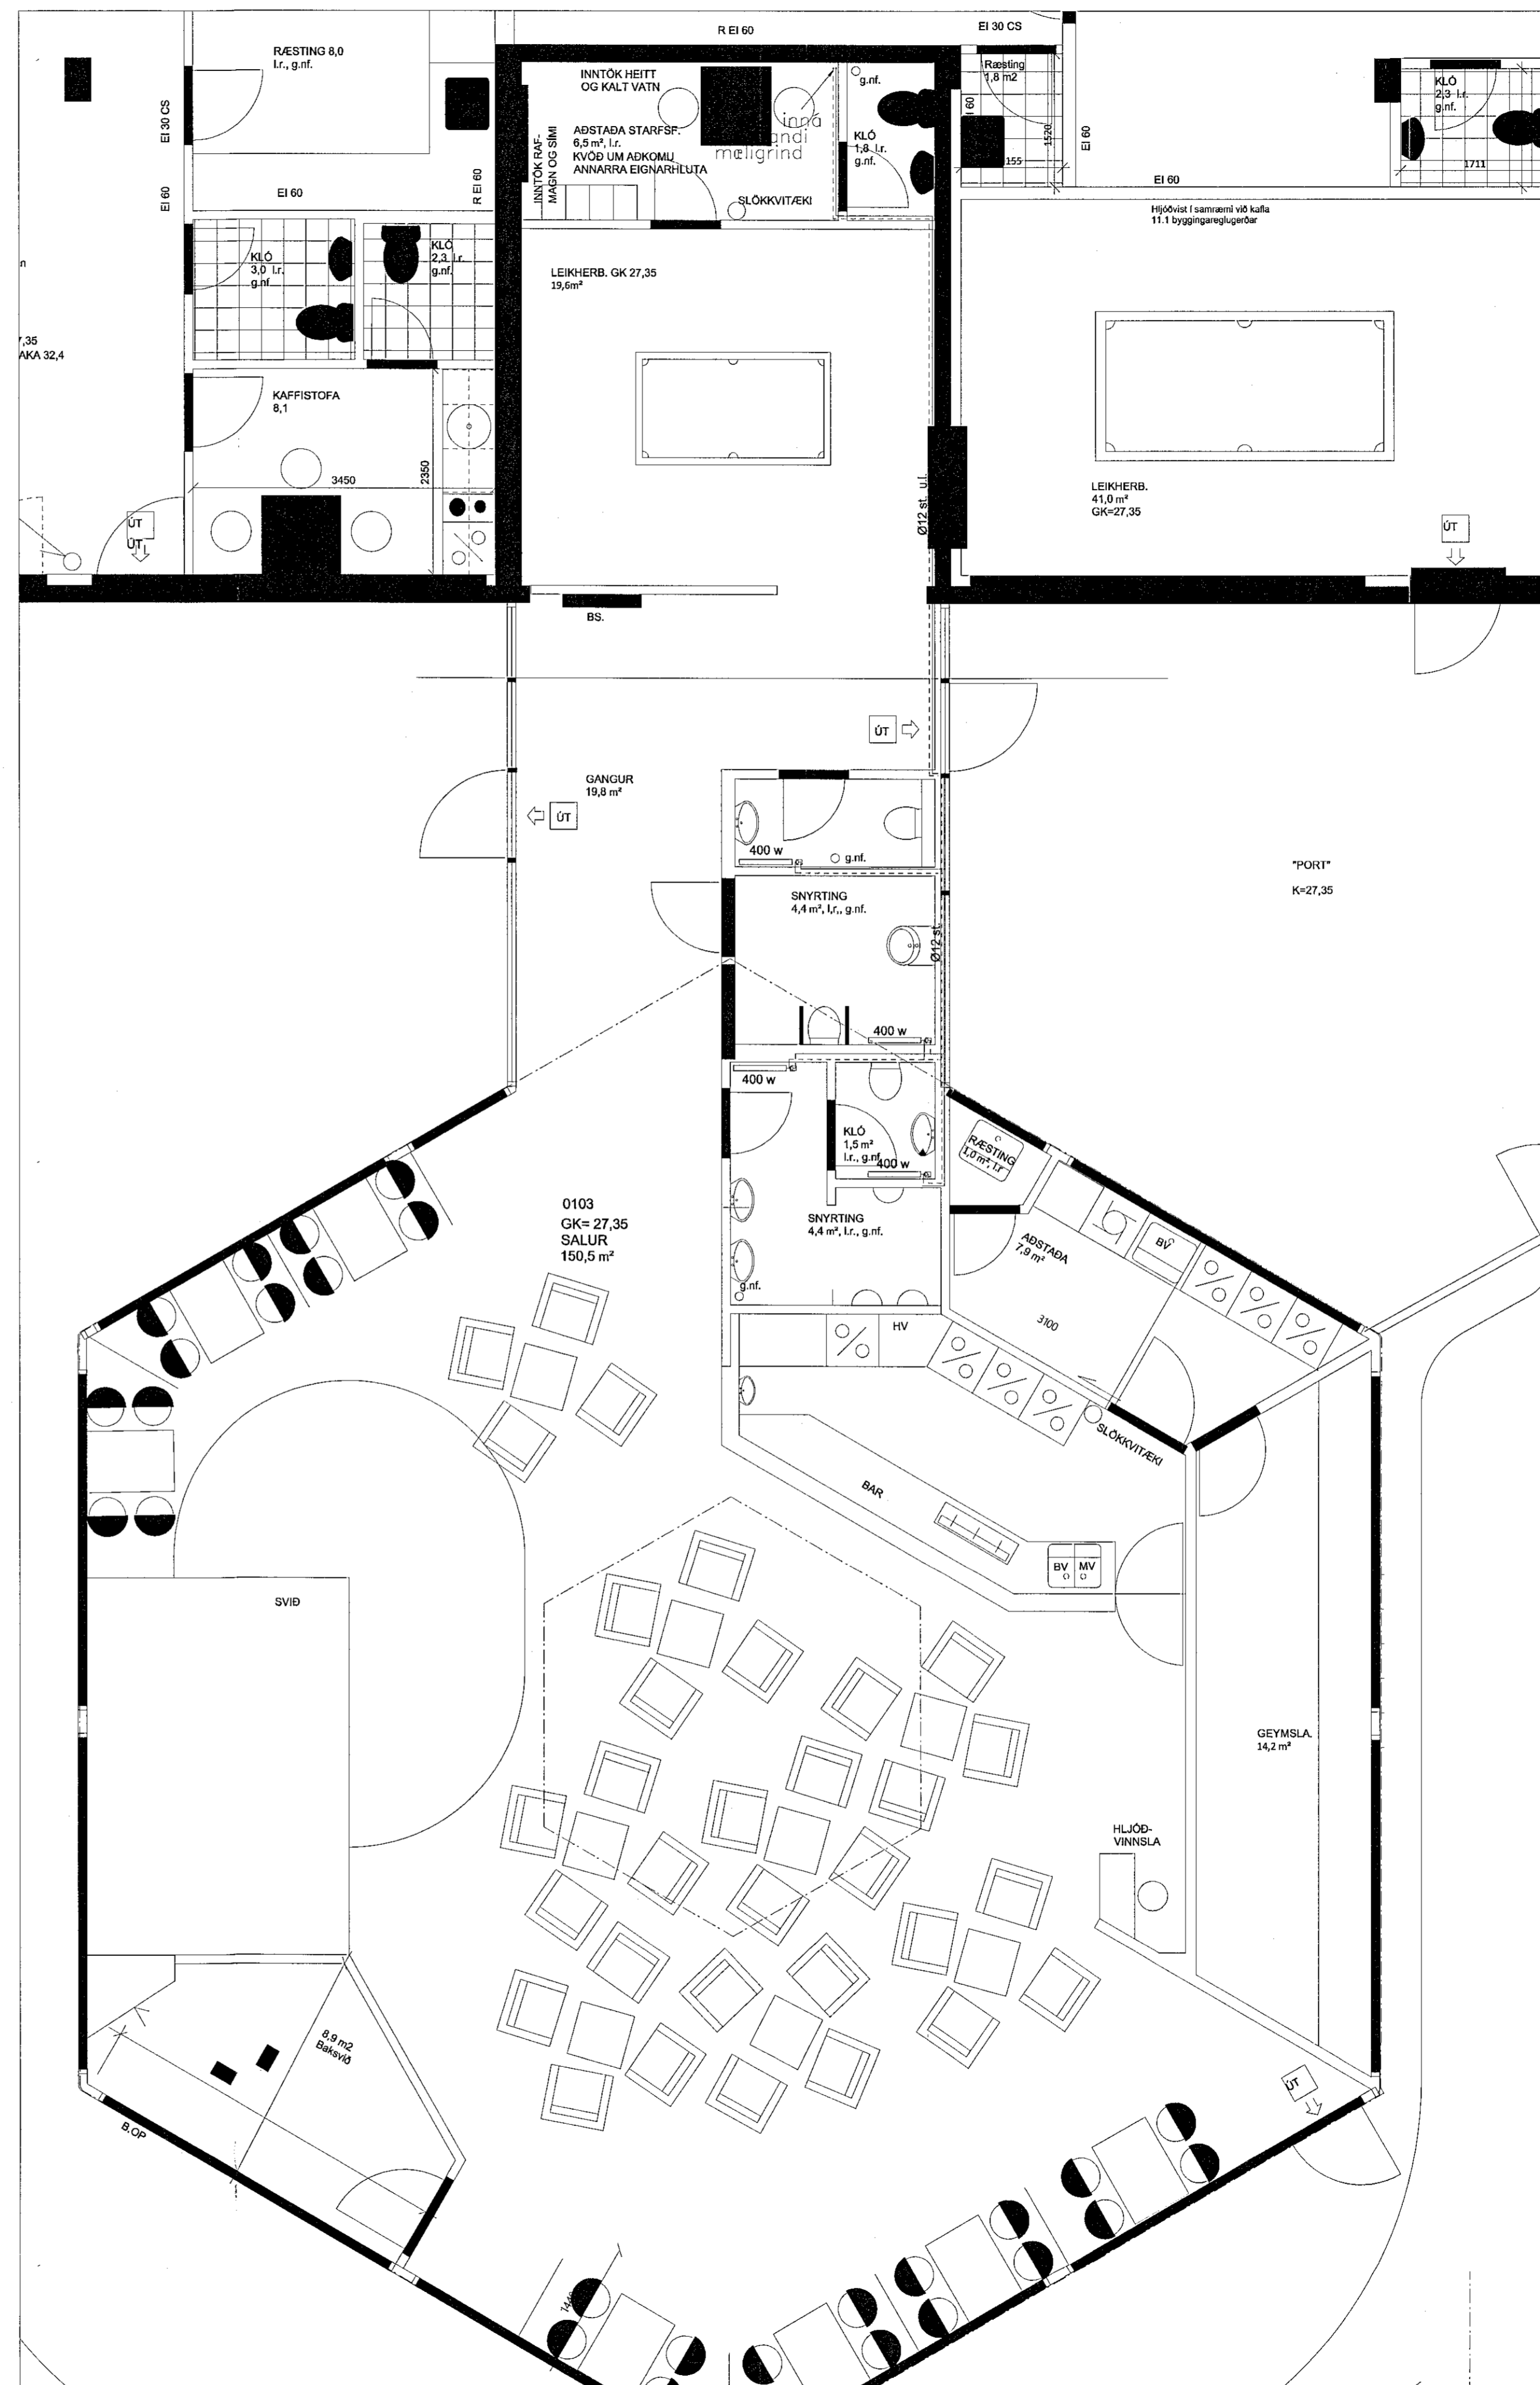 R EI 60
EI 30 CS
RÆSTING 8,0
l.r., g.nf.
EI 30 CS
EI 60
EI 60
R EI 60
INNTÖK HEITT
OG KALT VATN
AÐSTAÐA STARFSF.
6,5 m², l.r.
KVÖÐ UM AÐKOMU
ANNARRA EIGNARHLUTA
INNTÖK RAF-
MAGN OG SÍMI
inná
andi
mæligrind
SLÖKKVITÆKI
g.nf.
KLÓ
1,8 l.r.
g.nf.
Ræsting
1,8 m2
I 60
155
1520
EI 60
EI 60
KLÓ
2,3 l.r.
g.nf.
1711
Hljóðvist í samræmi við kafla
11.1 byggingareglugerðar
KLÓ
3,0 l.r.
g.nf.
KLÓ
2,3 l.r.
g.nf.
LEIKHERB. GK 27,35
19,6m²
n
7,35
AKA 32,4
KAFFISTOFA
8,1
3450
2350
LEIKHERB.
41,0 m²
GK=27,35
Ø12 st. u.l.
ÚT
ÚT
ÚT
BS.
ÚT
GANGUR
19,8 m²
ÚT
400 w
g.nf.
"PORT"
K=27,35
SNYRTING
4,4 m², l.r., g.nf.
Ø12 st.
400 w
400 w
KLÓ
1,5 m²
l.r., g.nf.
400 w
RÆSTING
1,0 m², l.r
0103
GK= 27,35
SALUR
150,5 m²
SNYRTING
4,4 m², l.r., g.nf.
AÐSTAÐA
7,9 m²
BV
g.nf.
3100
HV
SLÖKKVITÆKI
BAR
BV MV
SVIÐ
GEYMSLA
14,2 m²
HLJÓÐ-
VINNSLA
8,9 m2
Baksvið
ÚT
B.OP